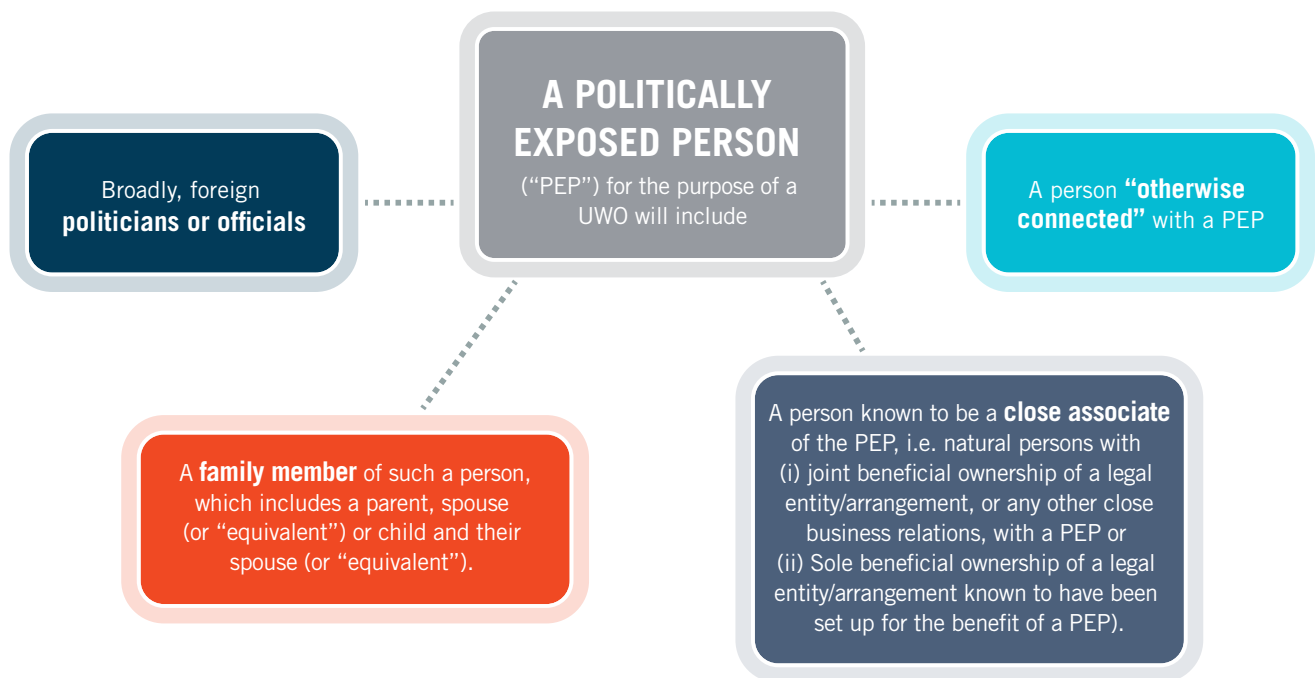 A POLITICALLY
EXPOSED PERSON
(“PEP”) for the purpose of a
UWO will include
Broadly, foreign
politicians or officials
A person “otherwise
connected” with a PEP
A family member of such a person,
which includes a parent, spouse
(or “equivalent”) or child and their
spouse (or “equivalent”).
A person known to be a close associate
of the PEP, i.e. natural persons with
(i) joint beneficial ownership of a legal
entity/arrangement, or any other close
business relations, with a PEP or
(ii) Sole beneficial ownership of a legal
entity/arrangement known to have been
set up for the benefit of a PEP).